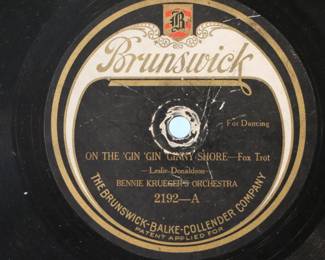 B
Brunswick
For Dancing
ON THE 'GIN 'GIN 'GINNY SHORE—Fox Trot
—Leslie-Donaldson—
BENNIE KRUEGER'S ORCHESTRA
2192—A
THE BRUNSWICK-BALKE-COLLENDER COMPANY
PATENT APPLIED FOR